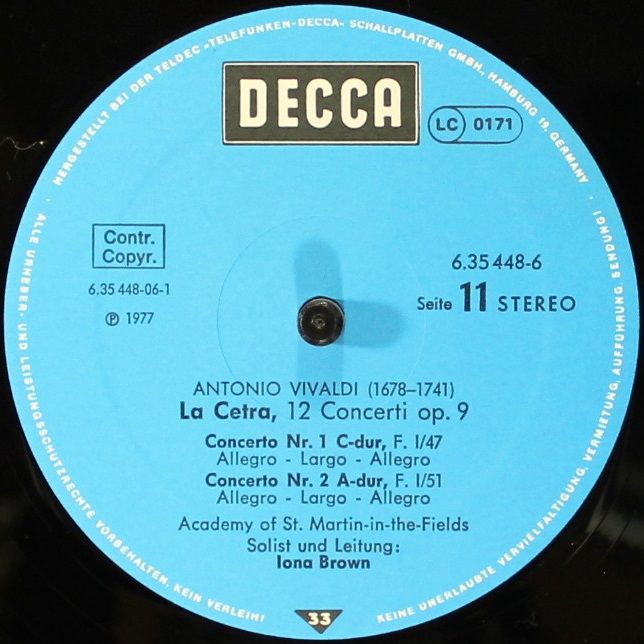 HERGESTELLT BEI DER TELDEC »TELEFUNKEN-DECCA« SCHALLPLATTEN GMBH., HAMBURG 19, GERMANY ·
DECCA
LC 0171
Contr.
Copyr.
6.35 448-6
6.35 448-06-1
Seite 11 STEREO
Ⓟ 1977
ANTONIO VIVALDI (1678–1741)
La Cetra, 12 Concerti op. 9
Concerto Nr. 1 C-dur, F. I/47
Allegro - Largo - Allegro
Concerto Nr. 2 A-dur, F. I/51
Allegro - Largo - Allegro
Academy of St. Martin-in-the-Fields
Solist und Leitung:
Iona Brown
33
· ALLE URHEBER- UND LEISTUNGSSCHUTZRECHTE VORBEHALTEN. KEIN VERLEIH!
KEINE UNERLAUBTE VERVIELFÄLTIGUNG, VERMIETUNG, AUFFÜHRUNG, SENDUNG!